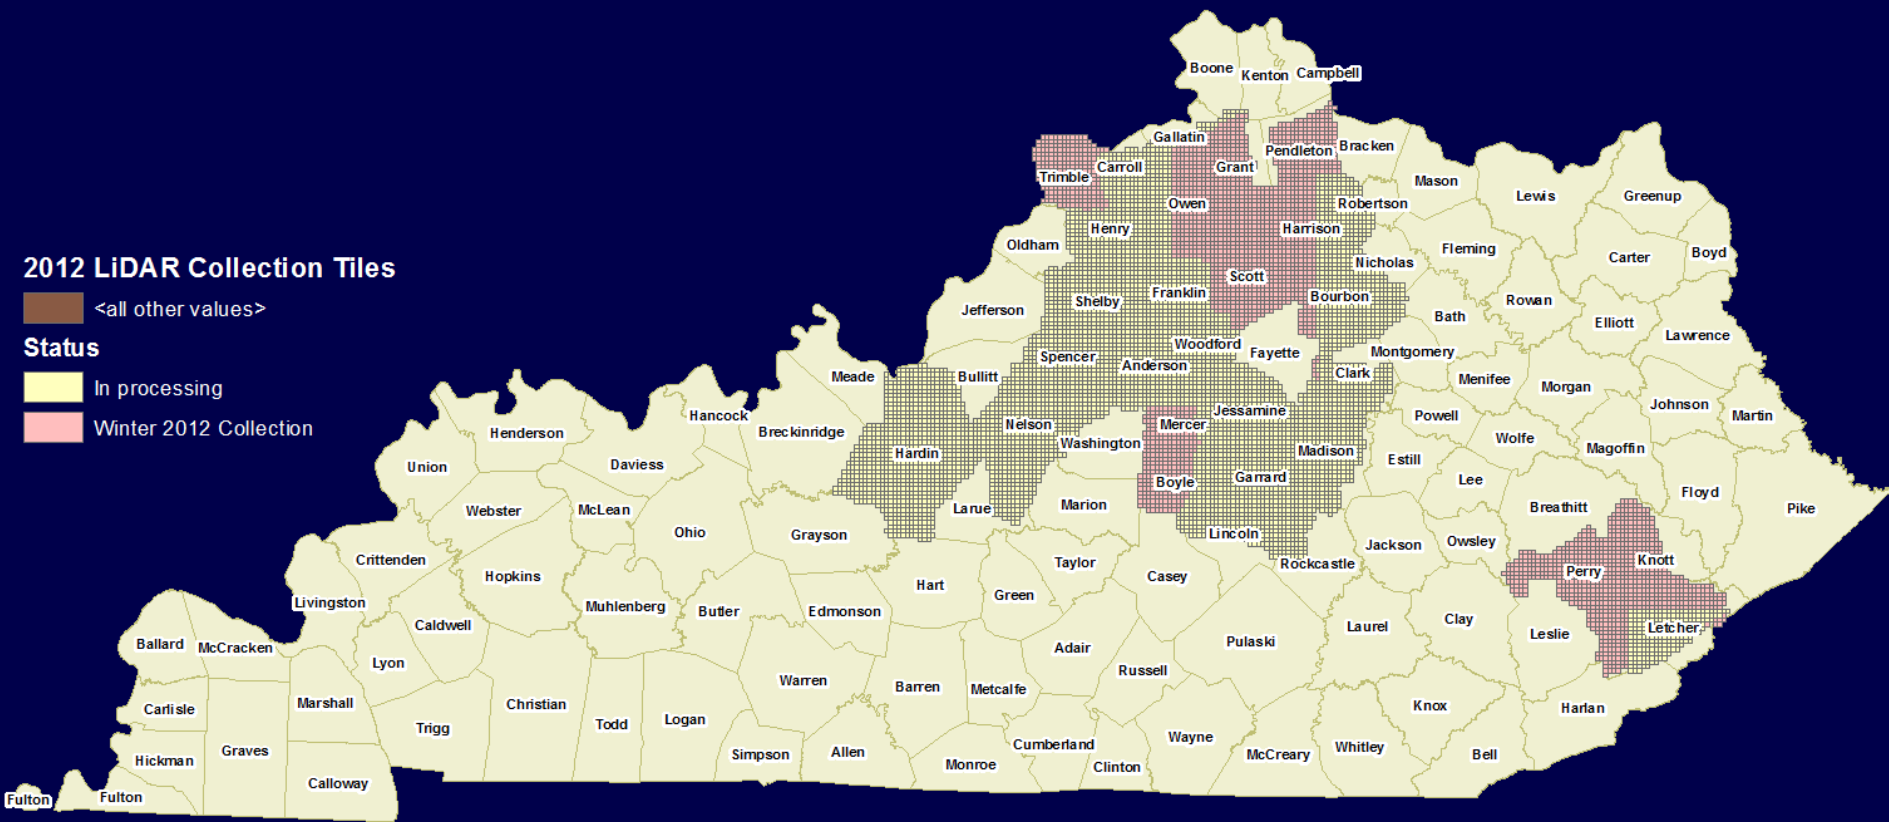 Boone Kenton Campbell
Gallatin Grant Pendleton Bracken
Trimble Carroll Owen Robertson Mason Lewis Greenup
Oldham Henry Harrison Nicholas Fleming Carter Boyd
2012 LiDAR Collection Tiles
<all other values>
Status
In processing
Winter 2012 Collection
Jefferson Shelby Franklin Scott Bourbon Bath Rowan Elliott Lawrence
Meade Bullitt Spencer Anderson Woodford Fayette Clark Montgomery Menifee Morgan Johnson Martin
Henderson Hancock Breckinridge Nelson Washington Mercer Jessamine Madison Powell Wolfe Magoffin
Union Daviess Hardin Boyle Garrard Estill Lee Floyd
Webster McLean Ohio Grayson Larue Marion Lincoln Rockcastle Jackson Owsley Breathitt Pike
Crittenden Hopkins Hart Taylor Casey Perry Knott
Livingston Caldwell Muhlenberg Butler Edmonson Green Laurel Clay Leslie Letcher
Ballard McCracken Lyon Warren Barren Metcalfe Adair Russell Pulaski
Carlisle Marshall Trigg Christian Todd Logan Knox Harlan
Hickman Graves Calloway Simpson Allen Monroe Cumberland Clinton Wayne McCreary Whitley Bell
Fulton Fulton